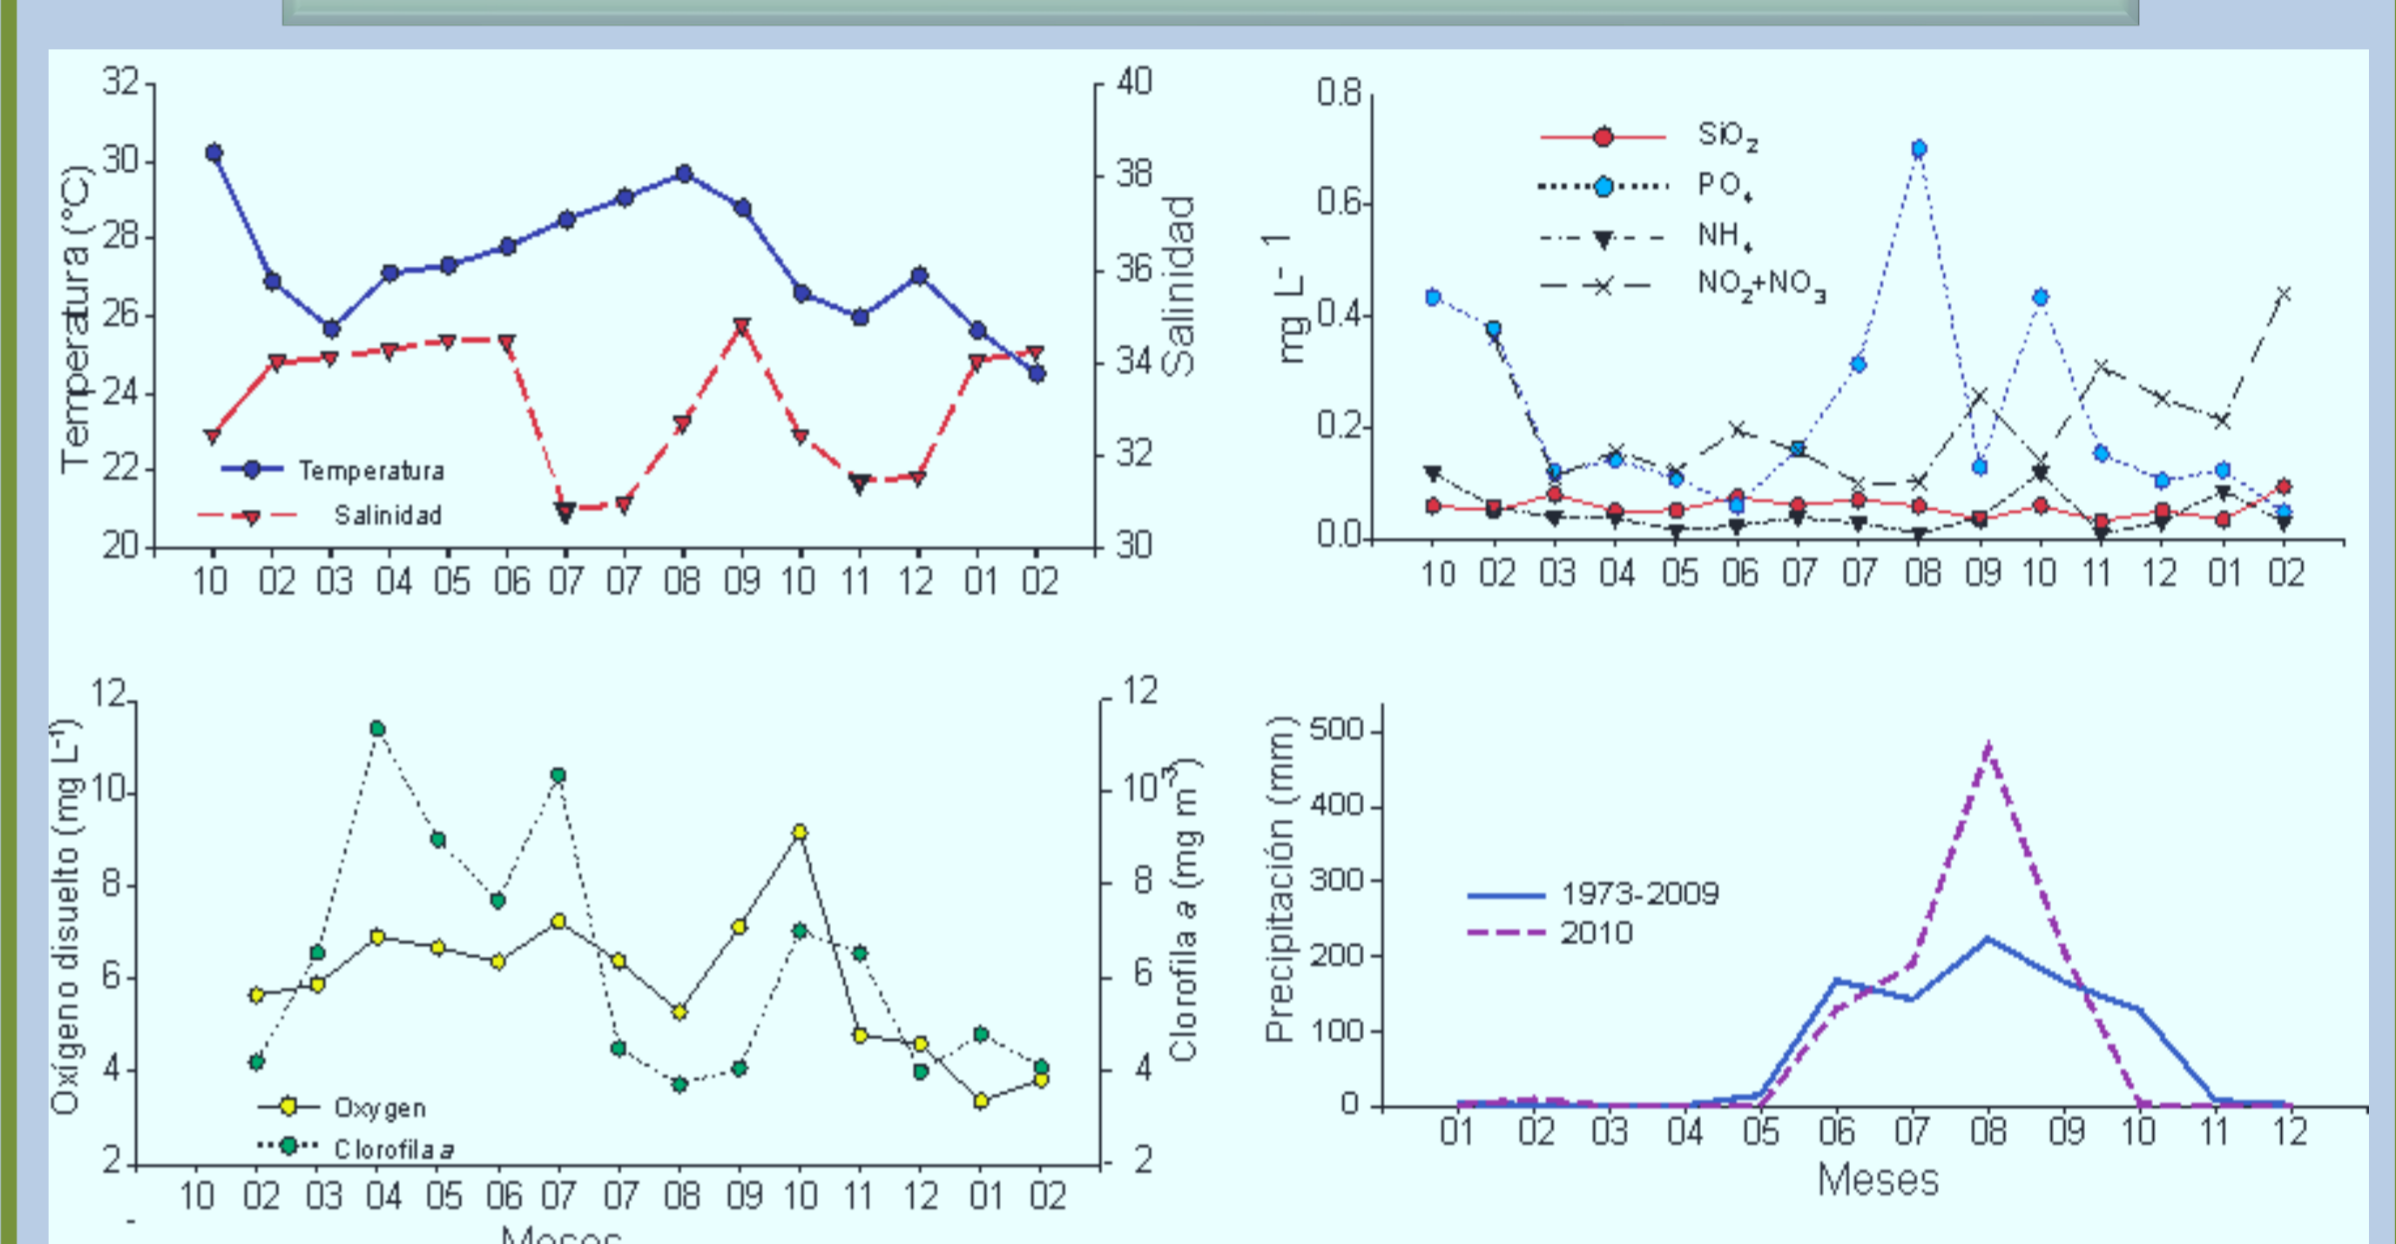 Temperatura (°C)
32
30
28
26
24
22
20
Temperatura
Salinidad
40
38
36
34
32
30
Salinidad
10 02 03 04 05 06 07 07 08 09 10 11 12 01 02
mg L⁻1
0.8
0.6
0.4
0.2
0.0
SiO₂
PO₄
NH₄
NO₂+NO₃
10 02 03 04 05 06 07 07 08 09 10 11 12 01 02
Oxígeno disuelto (mg L⁻¹)
12
10
8
6
4
2
Oxygen
Clorofila a
12
10
8
6
4
2
Clorofila a (mg m⁻³)
10 02 03 04 05 06 07 07 08 09 10 11 12 01 02
Meses
Precipitación (mm)
500
400
300
200
100
0
1973-2009
2010
01 02 03 04 05 06 07 08 09 10 11 12
Meses